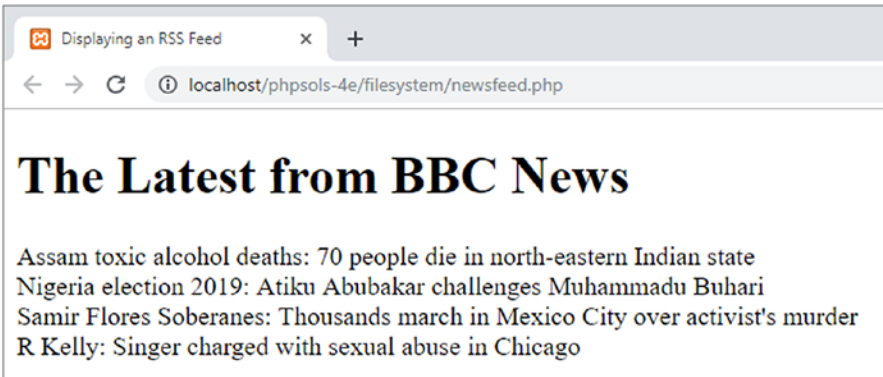 Displaying an RSS Feed
localhost/phpsols-4e/filesystem/newsfeed.php
The Latest from BBC News
Assam toxic alcohol deaths: 70 people die in north-eastern Indian state
Nigeria election 2019: Atiku Abubakar challenges Muhammadu Buhari
Samir Flores Soberanes: Thousands march in Mexico City over activist's murder
R Kelly: Singer charged with sexual abuse in Chicago